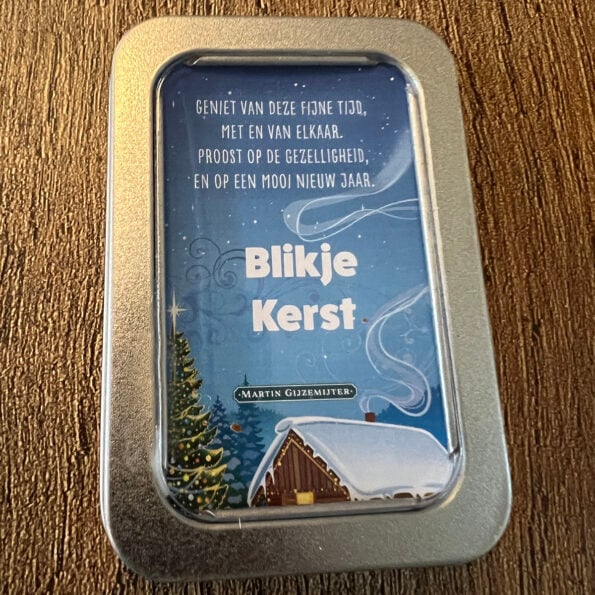 GENIET VAN DEZE FIJNE TIJD,
MET EN VAN ELKAAR.
PROOST OP DE GEZELLIGHEID,
EN OP EEN MOOI NIEUW JAAR.
Blikje
Kerst
·MARTIN GIJZEMIJTER·